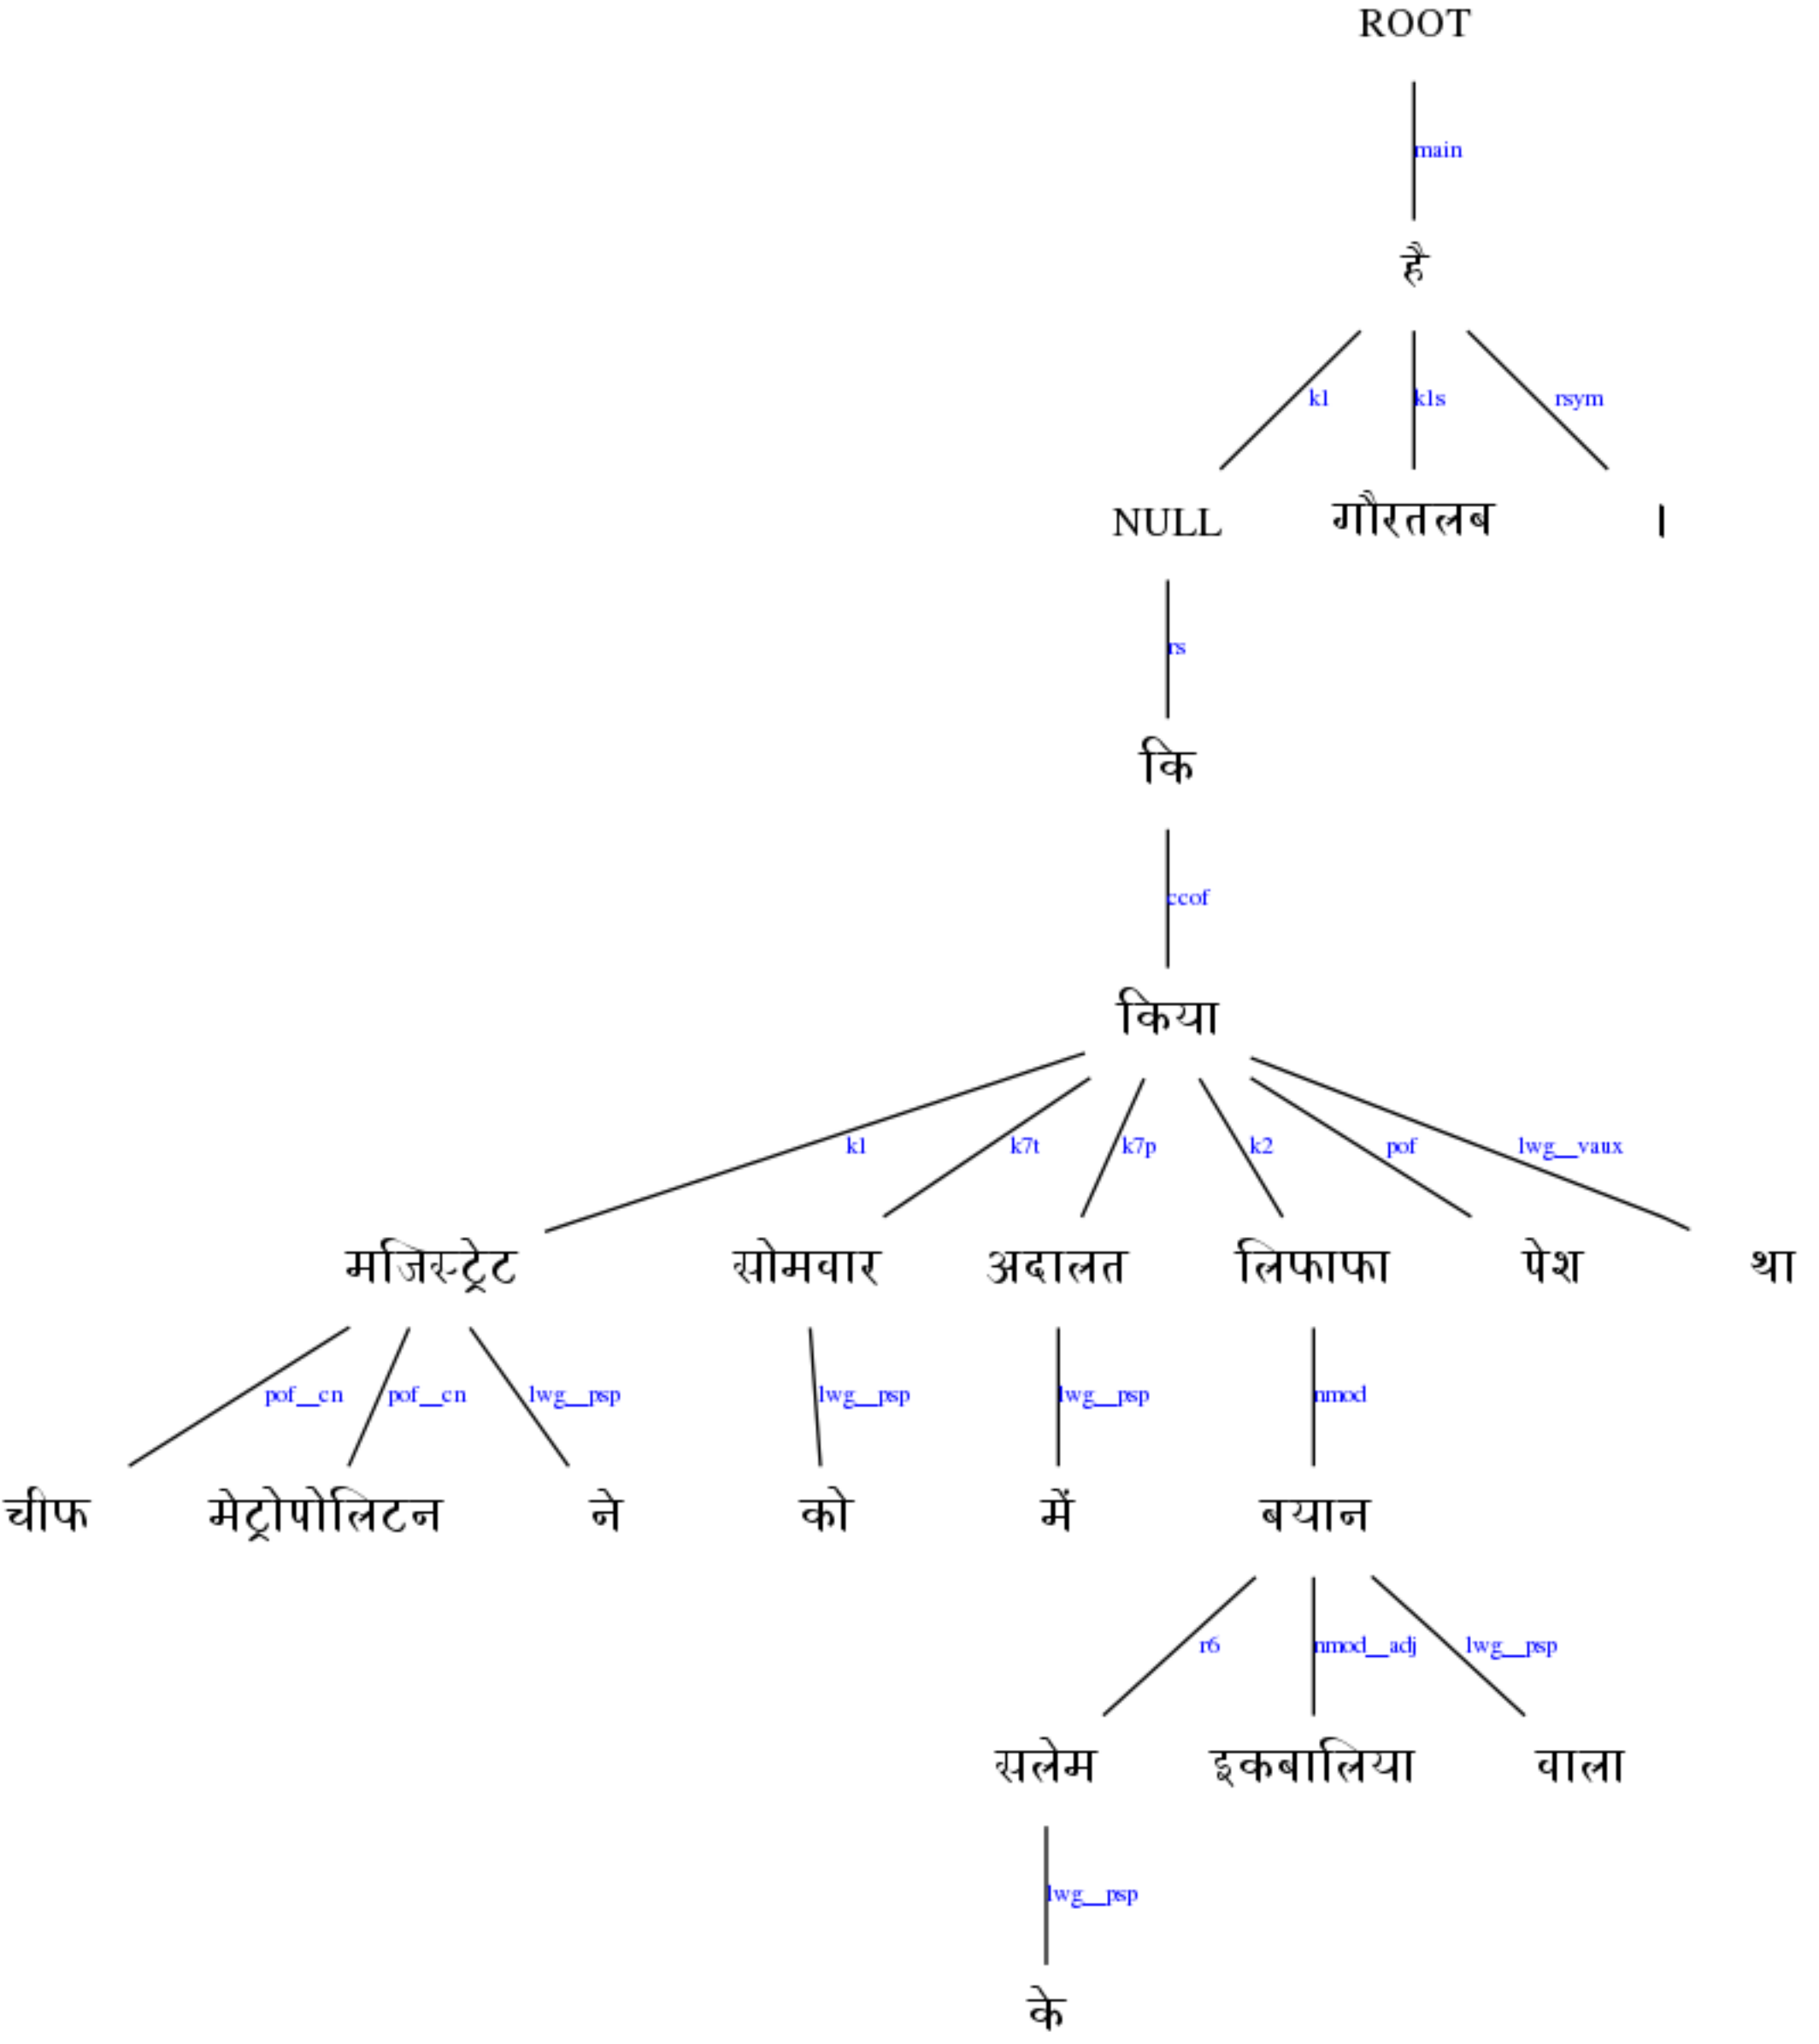 ROOT
main
है
k1 k1s rsym
NULL गौरतलब ।
rs
कि
ccof
किया
k1 k7t k7p k2 pof lwg__vaux
मजिस्ट्रेट सोमवार अदालत लिफाफा पेश था
pof__cn pof__cn lwg__psp lwg__psp lwg__psp nmod
चीफ मेट्रोपोलिटन ने को में बयान
r6 nmod__adj lwg__psp
सलेम इकबालिया वाला
lwg__psp
के